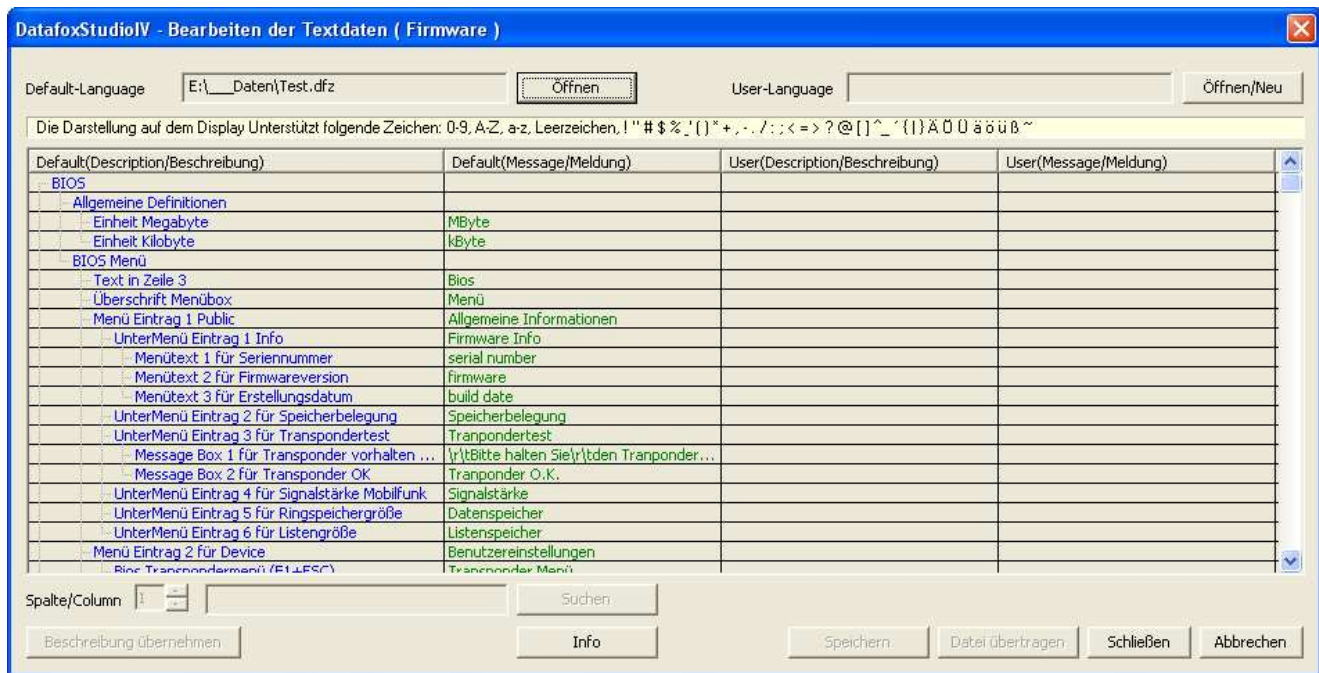 DatafoxStudioIV - Bearbeiten der Textdaten ( Firmware )
Default-Language E:\___Daten\Test.dfz Öffnen User-Language Öffnen/Neu
Die Darstellung auf dem Display Unterstützt folgende Zeichen: 0-9, A-Z, a-z, Leerzeichen, ! " # $ % ,' ( ) * + , - . / : ; < = > ? @ [ ] ^ _ ´ { | } Ä Ö Ü ä ö ü ß ~
Default(Description/Beschreibung) Default(Message/Meldung) User(Description/Beschreibung) User(Message/Meldung)
BIOS
Allgemeine Definitionen
Einheit Megabyte MByte
Einheit Kilobyte kByte
BIOS Menü
Text in Zeile 3 Bios
Überschrift Menübox Menü
Menü Eintrag 1 Public Allgemeine Informationen
UnterMenü Eintrag 1 Info Firmware Info
Menütext 1 für Seriennummer serial number
Menütext 2 für Firmwareversion firmware
Menütext 3 für Erstellungsdatum build date
UnterMenü Eintrag 2 für Speicherbelegung Speicherbelegung
UnterMenü Eintrag 3 für Transpondertest Tranpondertest
Message Box 1 für Transponder vorhalten ... \r\tBitte halten Sie\r\tden Tranponder...
Message Box 2 für Transponder OK Tranponder O.K.
UnterMenü Eintrag 4 für Signalstärke Mobilfunk Signalstärke
UnterMenü Eintrag 5 für Ringspeichergröße Datenspeicher
UnterMenü Eintrag 6 für Listengröße Listenspeicher
Menü Eintrag 2 für Device Benutzereinstellungen
Bios Transpondermenü (F1+ESC) Transponder Menü
Spalte/Column 1 Suchen
Beschreibung übernehmen Info Speichern Datei übertragen Schließen Abbrechen